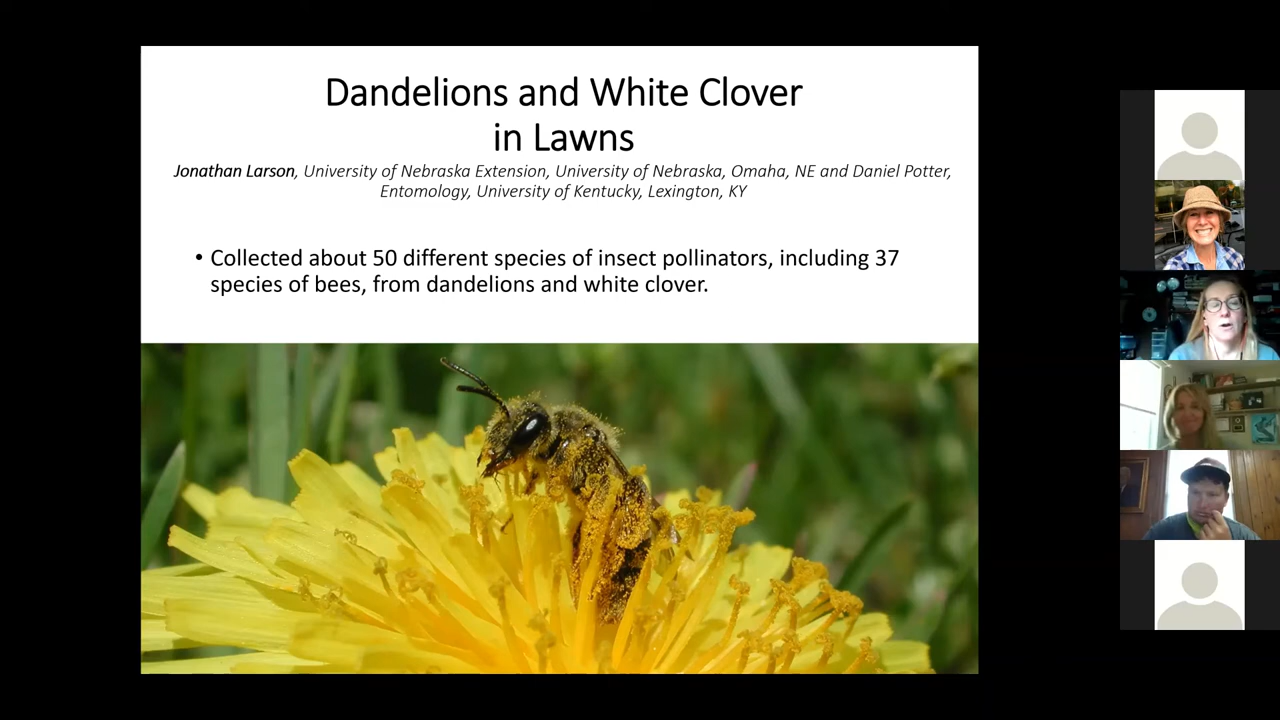 Dandelions and White Clover
in Lawns
Jonathan Larson, University of Nebraska Extension, University of Nebraska, Omaha, NE and Daniel Potter,
Entomology, University of Kentucky, Lexington, KY
• Collected about 50 different species of insect pollinators, including 37
species of bees, from dandelions and white clover.